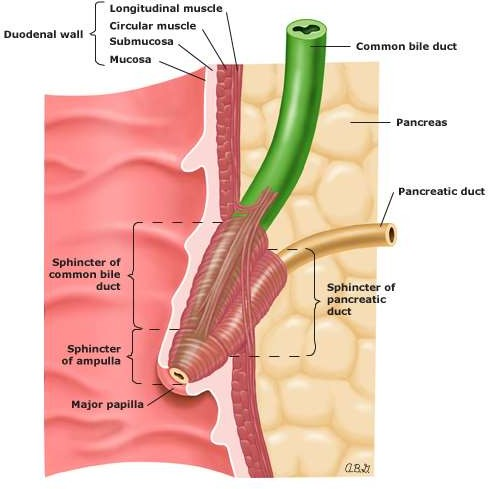 Longitudinal muscle
Circular muscle
Duodenal wall
Submucosa
Mucosa
Common bile duct
Pancreas
Pancreatic duct
Sphincter of
common bile
duct
Sphincter of
pancreatic
duct
Sphincter
of ampulla
Major papilla